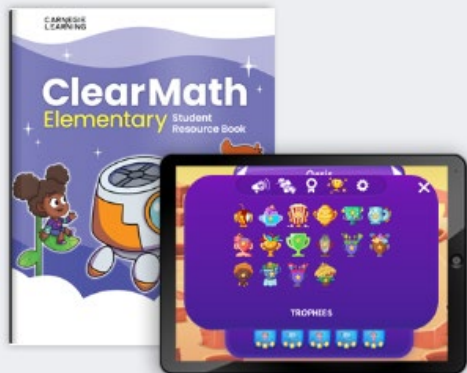 CARNEGIE
LEARNING
ClearMath
Elementary Student
Resource Book
TROPHIES